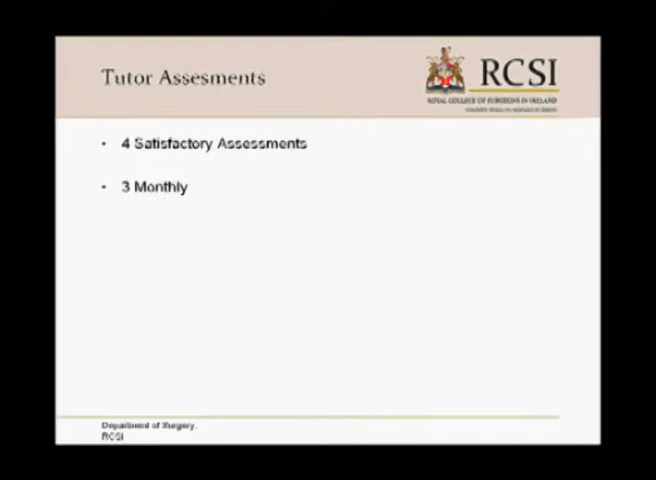 Tutor Assesments
RCSI
ROYAL COLLEGE OF SURGEONS IN IRELAND
• 4 Satisfactory Assessments
• 3 Monthly
Department of Surgery,
RCSI